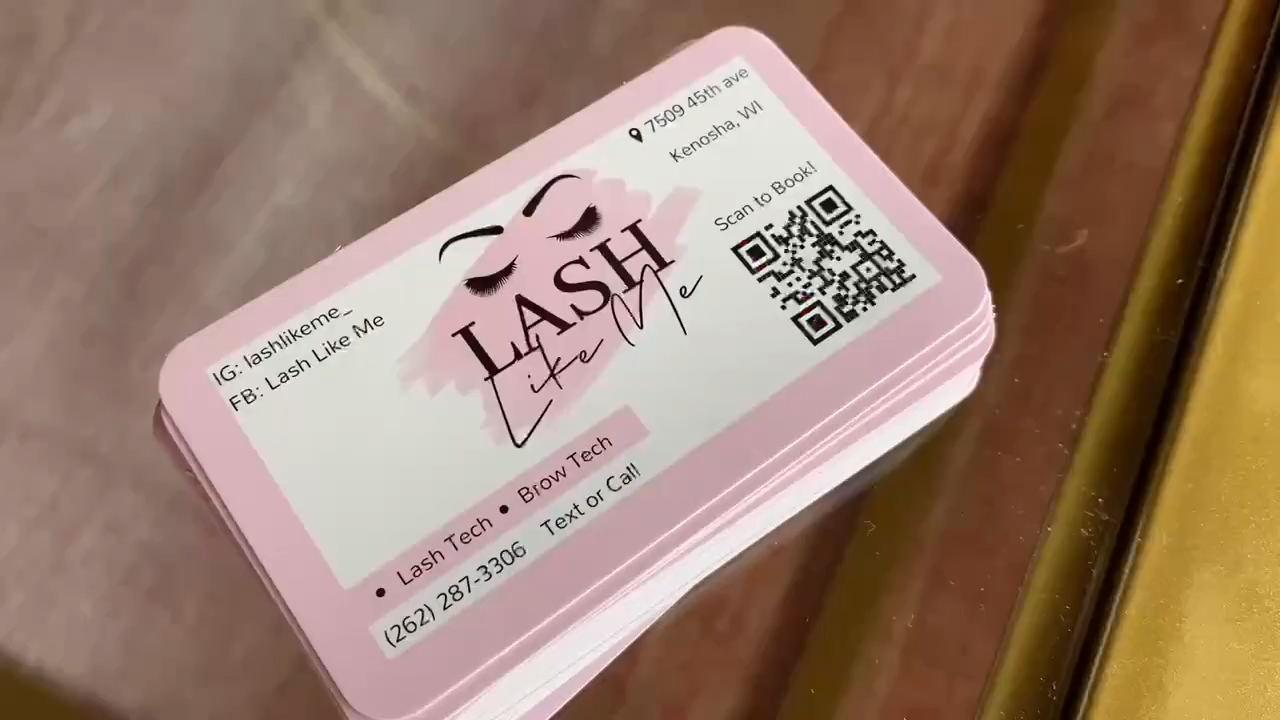 7509 45th ave
Kenosha, WI
Scan to Book!
IG: lashlikeme_
FB: Lash Like Me
LASH
Like Me
• Lash Tech • Brow Tech
(262) 287-3306 Text or Call